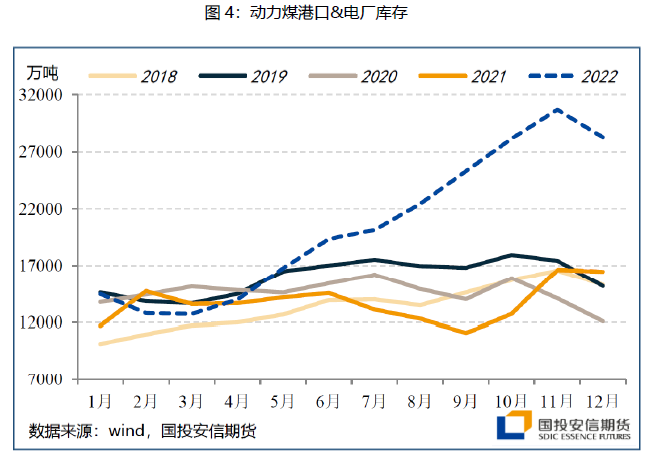 图 4：动力煤港口&电厂库存
万吨
2018 2019 2020 2021 2022
32000
27000
22000
17000
12000
7000
1月 2月 3月 4月 5月 6月 7月 8月 9月 10月 11月 12月
数据来源：wind，国投安信期货
国投安信期货
SDIC ESSENCE FUTURES